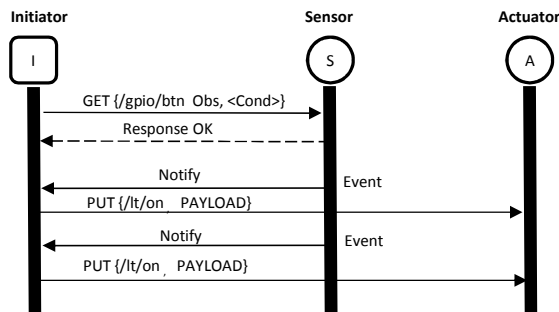 Initiator Sensor Actuator
I S A
GET {/gpio/btn Obs, <Cond>}
Response OK
Notify Event
PUT {/lt/on , PAYLOAD}
Notify Event
PUT {/lt/on , PAYLOAD}